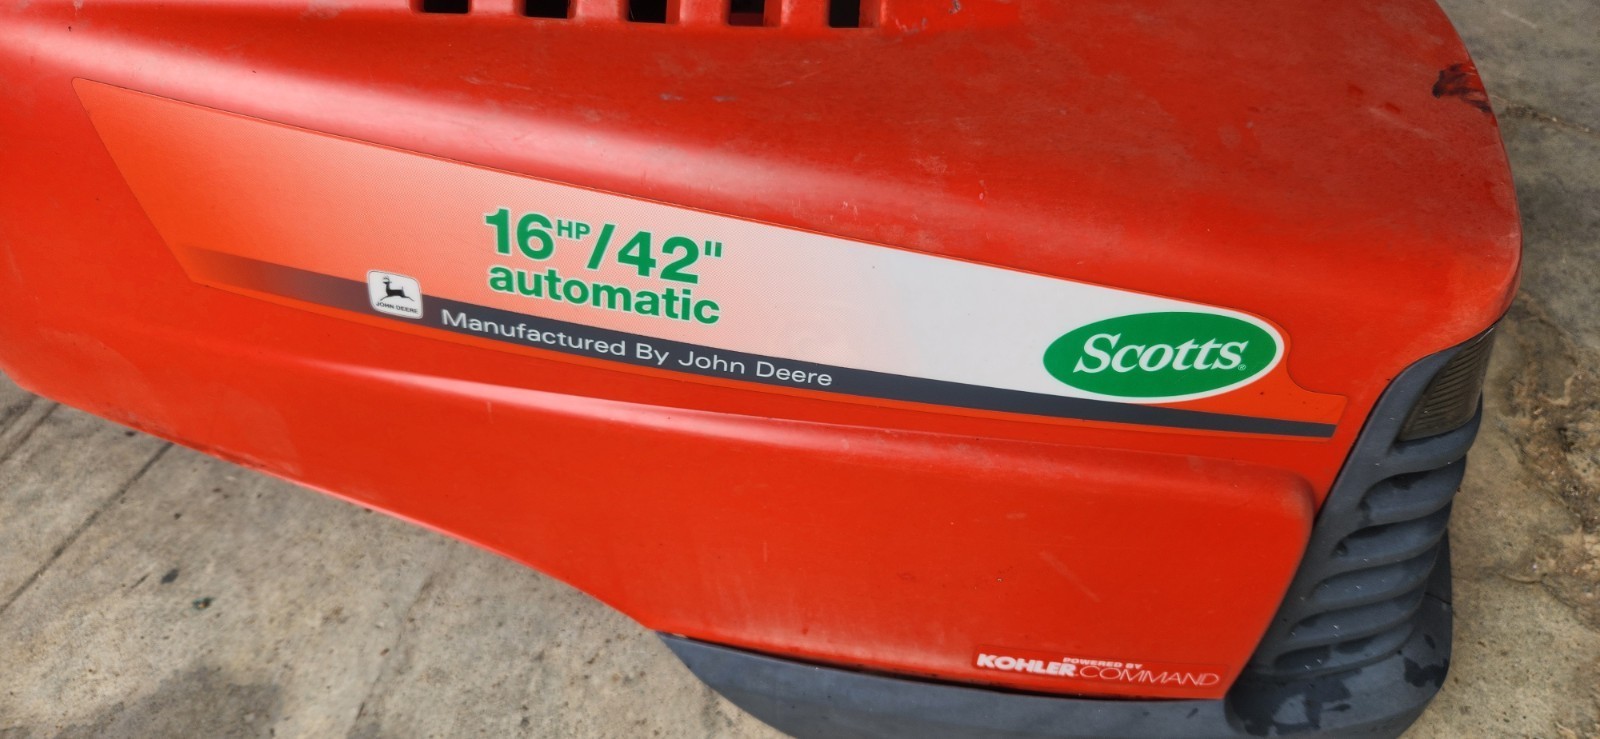 16HP/42"
automatic
JOHN DEERE
Manufactured By John Deere
Scotts®
POWERED BY
KOHLER COMMAND